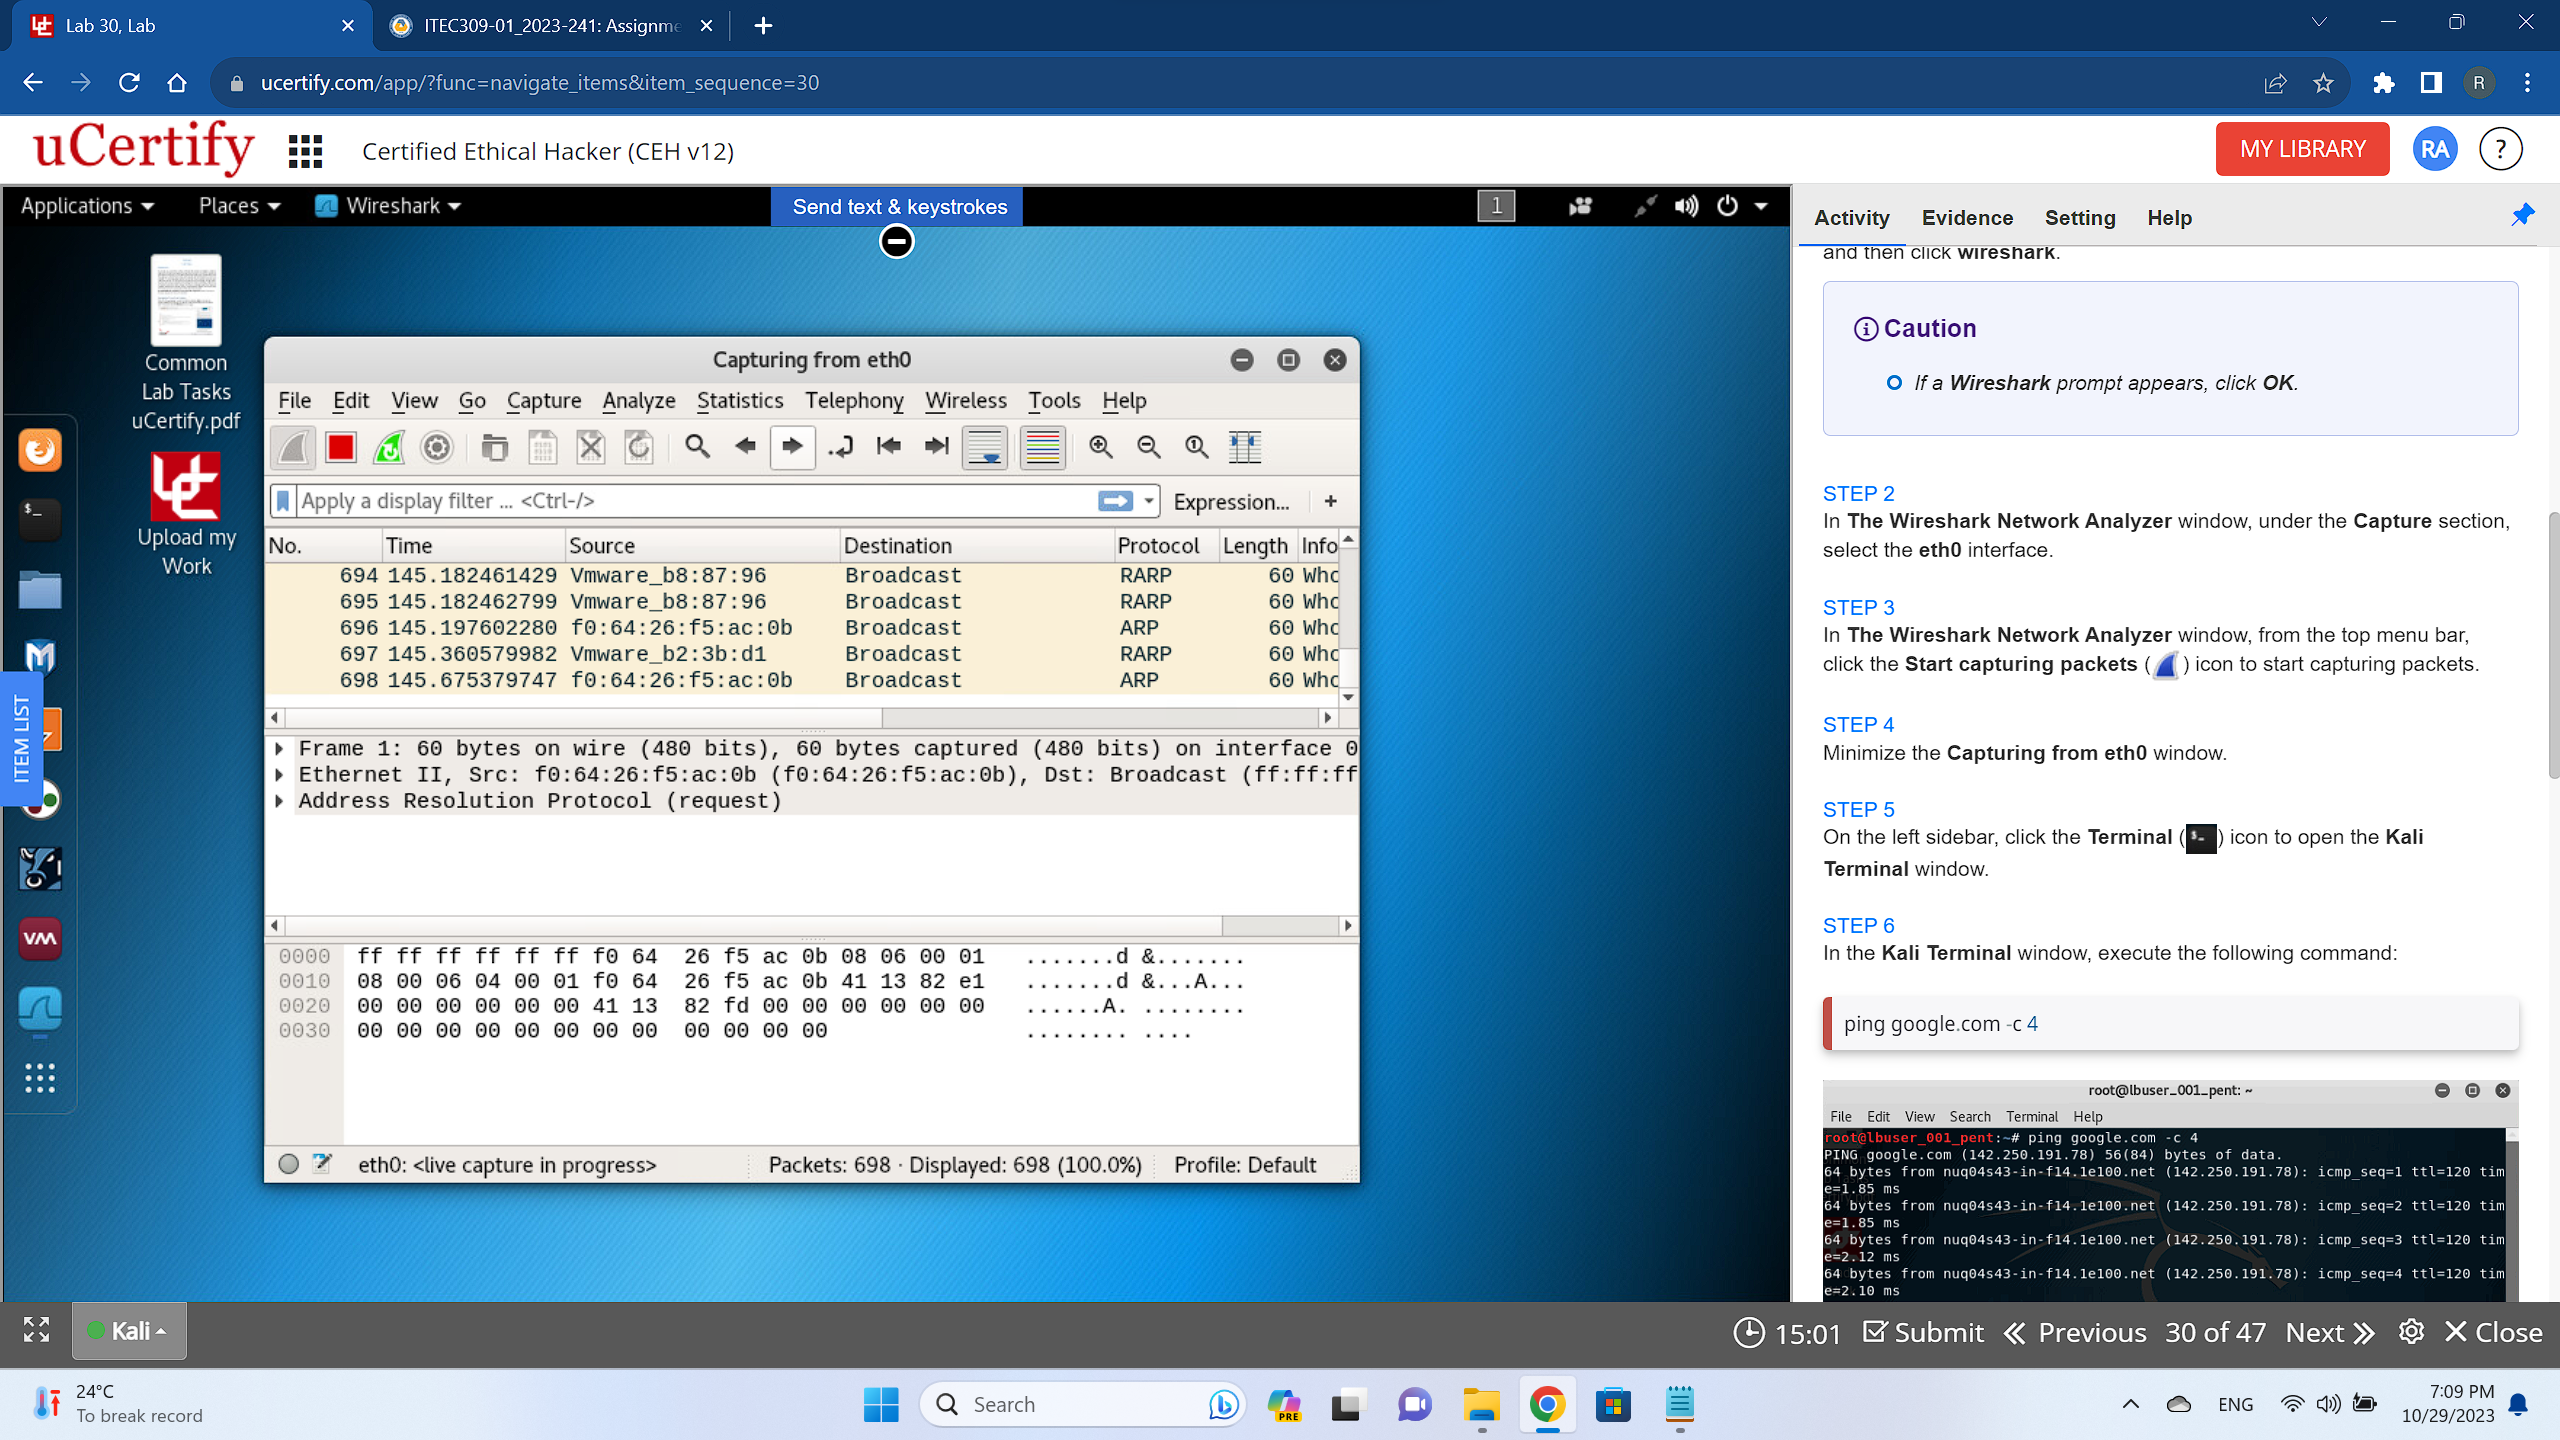 Lab 30, Lab
ITEC309-01_2023-241: Assignme
ucertify.com/app/?func=navigate_items&item_sequence=30
R
uCertify
Certified Ethical Hacker (CEH v12)
MY LIBRARY
RA
?
Applications
Places
Wireshark
Send text & keystrokes
1
Common
Lab Tasks
uCertify.pdf
Upload my
Work
ITEM LIST
Capturing from eth0
File Edit View Go Capture Analyze Statistics Telephony Wireless Tools Help
Apply a display filter ... <Ctrl-/>
Expression...
+
No. Time Source Destination Protocol Length Info
694 145.182461429 Vmware_b8:87:96 Broadcast RARP 60 Who
695 145.182462799 Vmware_b8:87:96 Broadcast RARP 60 Who
696 145.197602280 f0:64:26:f5:ac:0b Broadcast ARP 60 Who
697 145.360579982 Vmware_b2:3b:d1 Broadcast RARP 60 Who
698 145.675379747 f0:64:26:f5:ac:0b Broadcast ARP 60 Who
Frame 1: 60 bytes on wire (480 bits), 60 bytes captured (480 bits) on interface 0
Ethernet II, Src: f0:64:26:f5:ac:0b (f0:64:26:f5:ac:0b), Dst: Broadcast (ff:ff:ff
Address Resolution Protocol (request)
0000 ff ff ff ff ff ff f0 64 26 f5 ac 0b 08 06 00 01 .......d &.......
0010 08 00 06 04 00 01 f0 64 26 f5 ac 0b 41 13 82 e1 .......d &...A...
0020 00 00 00 00 00 00 41 13 82 fd 00 00 00 00 00 00 ......A. ........
0030 00 00 00 00 00 00 00 00 00 00 00 00 ........ ....
eth0: <live capture in progress>
Packets: 698 · Displayed: 698 (100.0%)
Profile: Default
Activity Evidence Setting Help
and then click wireshark.
Caution
If a Wireshark prompt appears, click OK.
STEP 2
In The Wireshark Network Analyzer window, under the Capture section,
select the eth0 interface.
STEP 3
In The Wireshark Network Analyzer window, from the top menu bar,
click the Start capturing packets ( ) icon to start capturing packets.
STEP 4
Minimize the Capturing from eth0 window.
STEP 5
On the left sidebar, click the Terminal ( $_ ) icon to open the Kali
Terminal window.
STEP 6
In the Kali Terminal window, execute the following command:
ping google.com -c 4
root@lbuser_001_pent: ~
File Edit View Search Terminal Help
root@lbuser_001_pent:~# ping google.com -c 4
PING google.com (142.250.191.78) 56(84) bytes of data.
64 bytes from nuq04s43-in-f14.1e100.net (142.250.191.78): icmp_seq=1 ttl=120 tim
e=1.85 ms
64 bytes from nuq04s43-in-f14.1e100.net (142.250.191.78): icmp_seq=2 ttl=120 tim
e=1.85 ms
64 bytes from nuq04s43-in-f14.1e100.net (142.250.191.78): icmp_seq=3 ttl=120 tim
e=2.12 ms
64 bytes from nuq04s43-in-f14.1e100.net (142.250.191.78): icmp_seq=4 ttl=120 tim
e=2.10 ms
Kali
15:01 Submit Previous 30 of 47 Next Close
24°C
To break record
Search
PRE
ENG
7:09 PM
10/29/2023